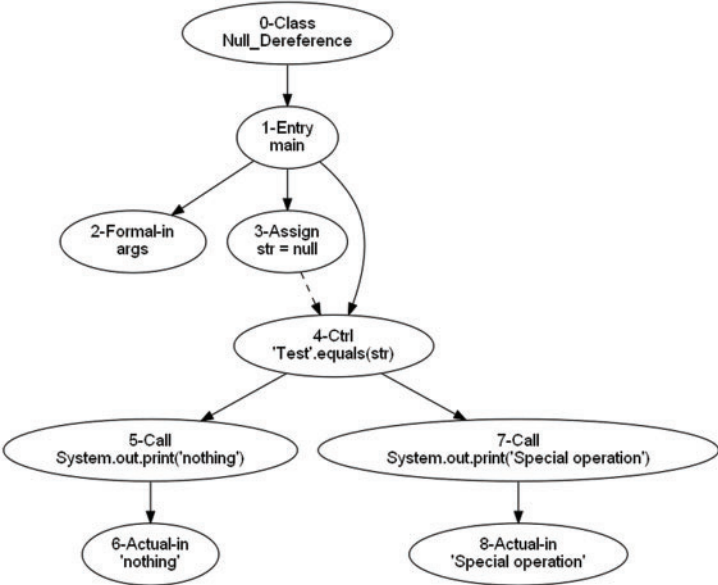 0-Class
Null_Dereference
1-Entry
main
2-Formal-in
args
3-Assign
str = null
4-Ctrl
'Test'.equals(str)
5-Call
System.out.print('nothing')
7-Call
System.out.print('Special operation')
6-Actual-in
'nothing'
8-Actual-in
'Special operation'